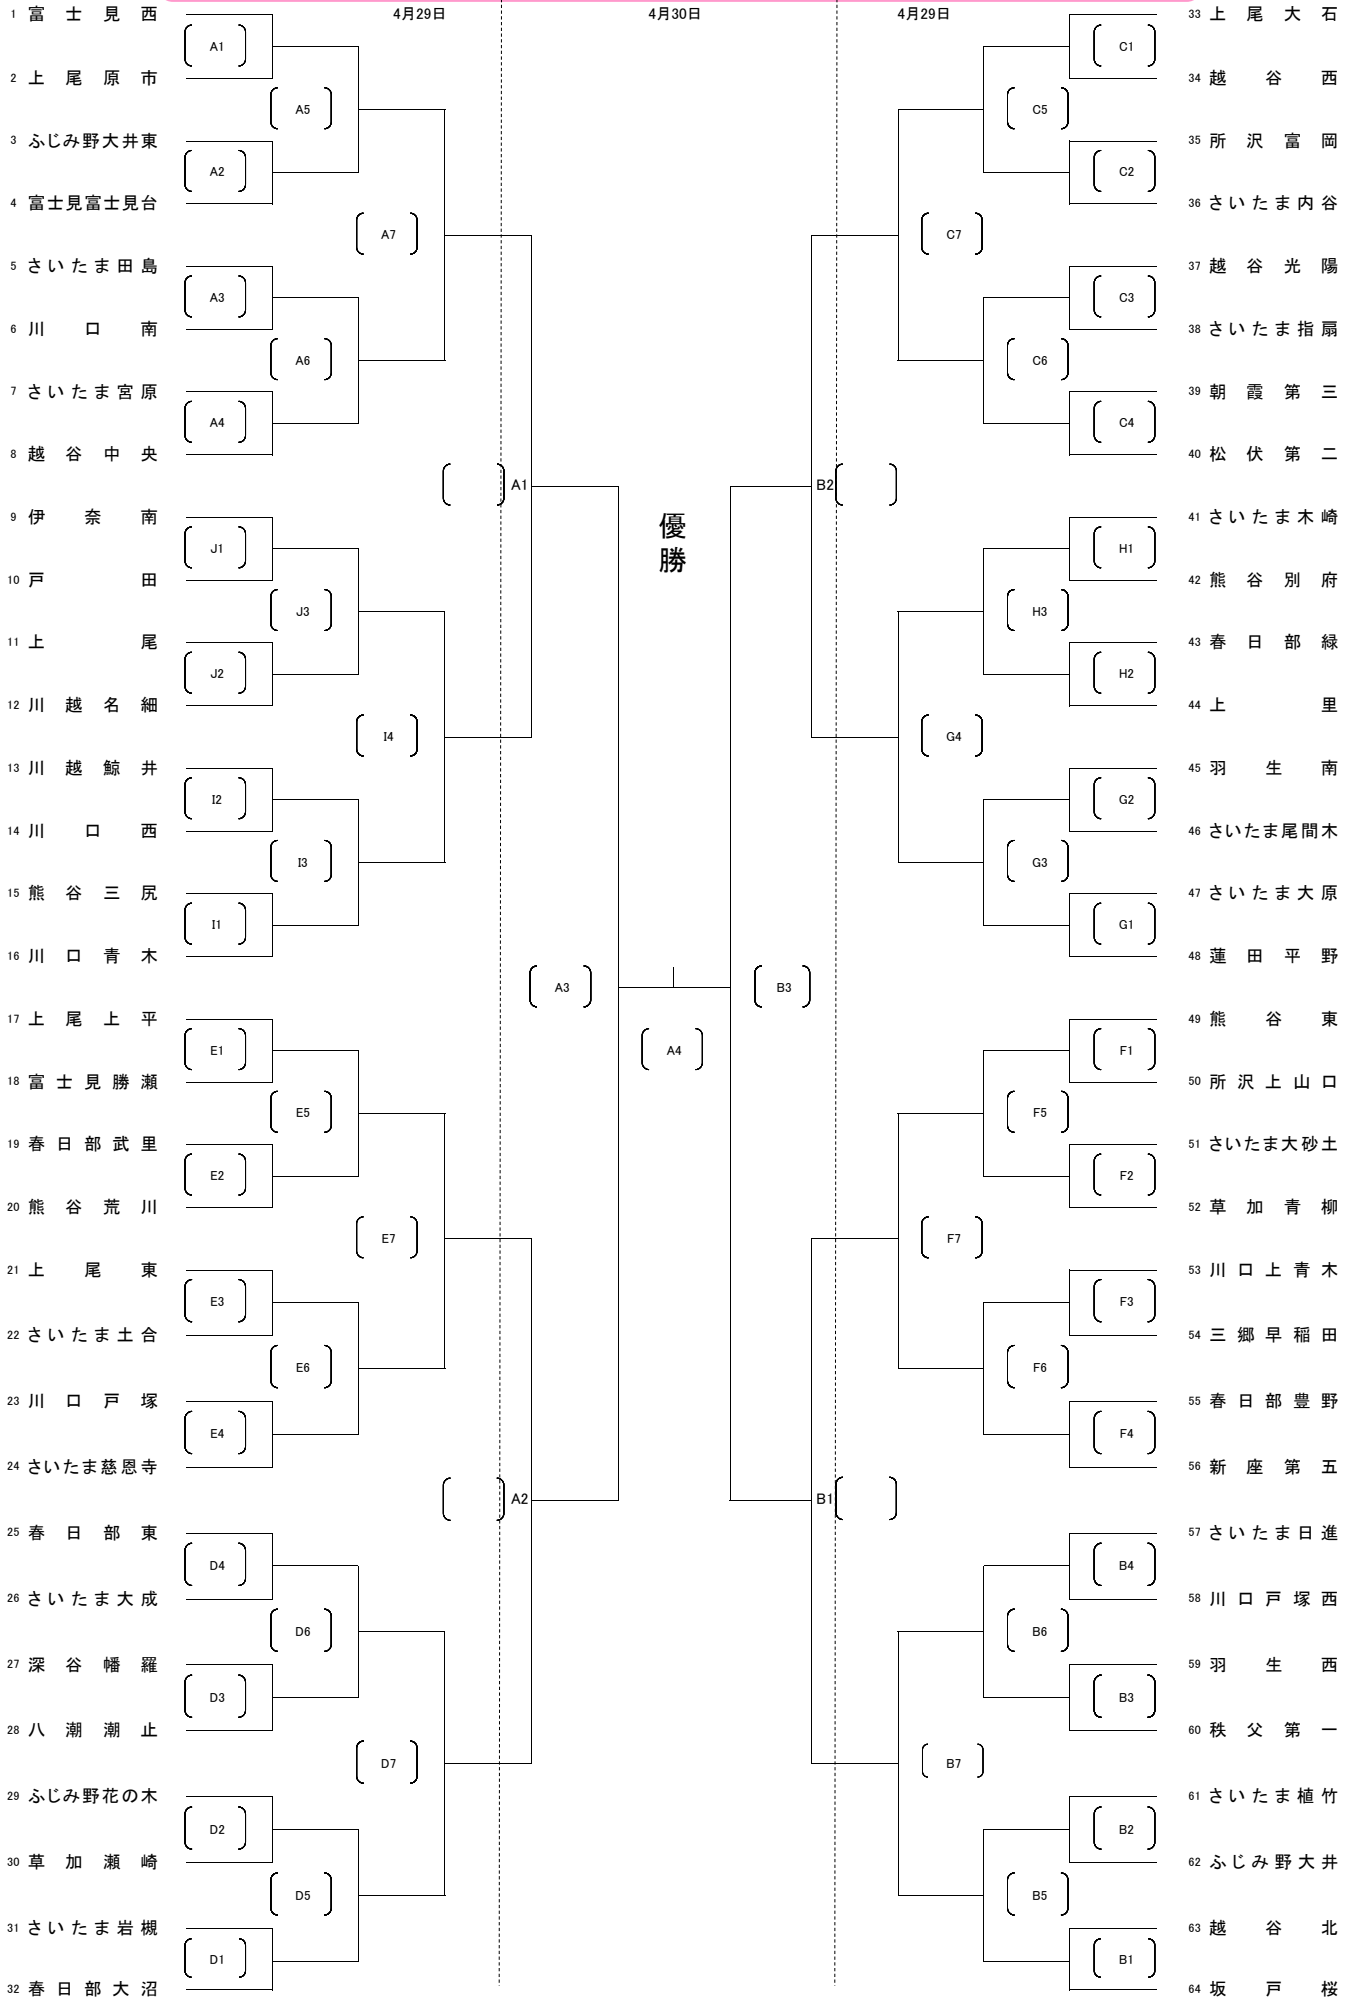 4月29日 4月30日 4月29日
1 富士見西
A1
2 上尾原市
A5
3 ふじみ野大井東
A2
4 富士見富士見台
A7
5 さいたま田島
A3
6 川口南
A6
7 さいたま宮原
A4
8 越谷中央
A1
9 伊奈南
J1
10 戸田
J3
11 上尾
J2
12 川越名細
I4
13 川越鯨井
I2
14 川口西
I3
15 熊谷三尻
I1
16 川口青木
A3
17 上尾上平
E1
18 富士見勝瀬
E5
19 春日部武里
E2
20 熊谷荒川
E7
21 上尾東
E3
22 さいたま土合
E6
23 川口戸塚
E4
24 さいたま慈恩寺
A2
25 春日部東
D4
26 さいたま大成
D6
27 深谷幡羅
D3
28 八潮潮止
D7
29 ふじみ野花の木
D2
30 草加瀬崎
D5
31 さいたま岩槻
D1
32 春日部大沼
優勝
A4
33 上尾大石
C1
34 越谷西
C5
35 所沢富岡
C2
36 さいたま内谷
C7
37 越谷光陽
C3
38 さいたま指扇
C6
39 朝霞第三
C4
40 松伏第二
B2
41 さいたま木崎
H1
42 熊谷別府
H3
43 春日部緑
H2
44 上里
G4
45 羽生南
G2
46 さいたま尾間木
G3
47 さいたま大原
G1
48 蓮田平野
B3
49 熊谷東
F1
50 所沢上山口
F5
51 さいたま大砂土
F2
52 草加青柳
F7
53 川口上青木
F3
54 三郷早稲田
F6
55 春日部豊野
F4
56 新座第五
B1
57 さいたま日進
B4
58 川口戸塚西
B6
59 羽生西
B3
60 秩父第一
B7
61 さいたま植竹
B2
62 ふじみ野大井
B5
63 越谷北
B1
64 坂戸桜